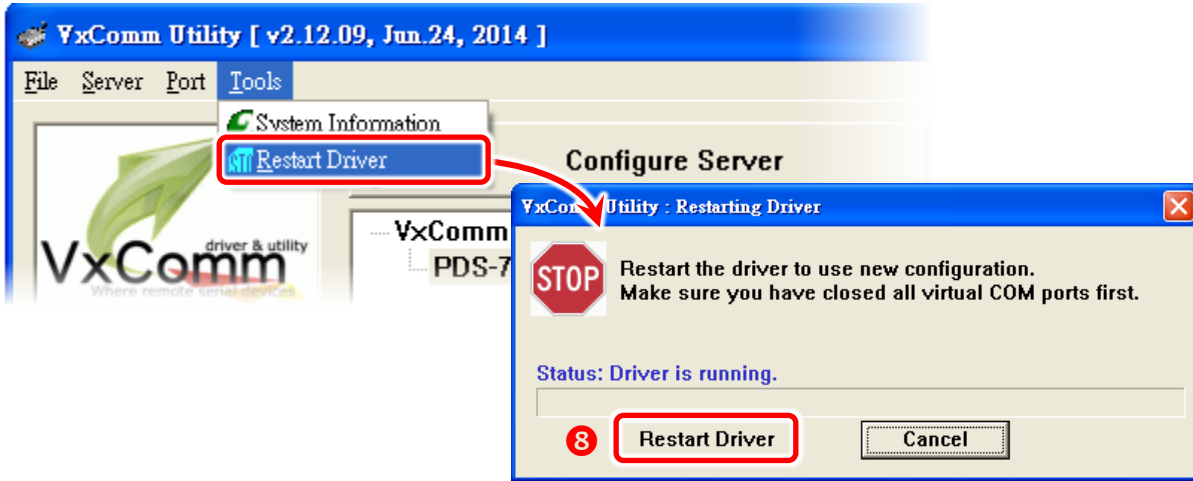 VxComm Utility [ v2.12.09, Jun.24, 2014 ]
File Server Port Tools
System Information
Restart Driver
Configure Server
VxComm
driver & utility
Where remote serial devices
VxComm
PDS-7
VxComm Utility : Restarting Driver
STOP
Restart the driver to use new configuration.
Make sure you have closed all virtual COM ports first.
Status: Driver is running.
8
Restart Driver
Cancel